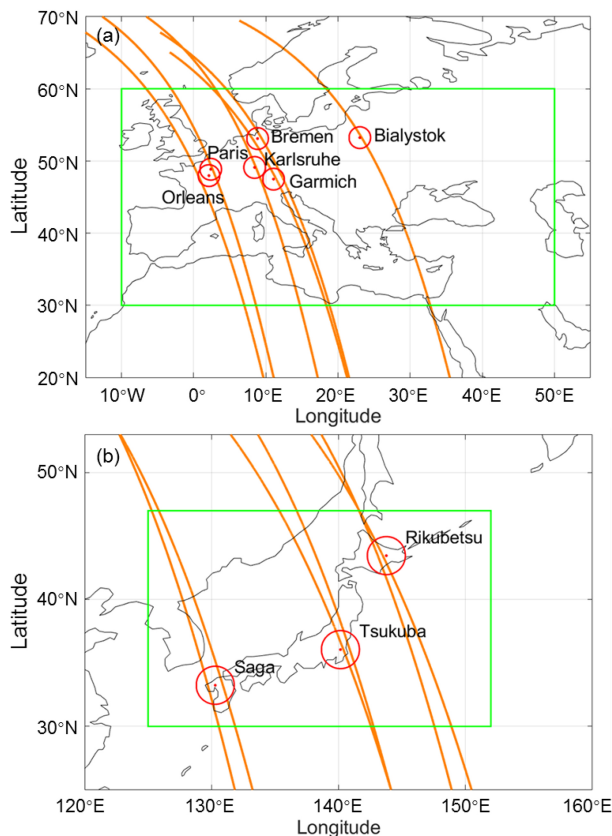 70°N
(a)
60°N
50°N
40°N
30°N
20°N
Latitude
Bremen
Bialystok
Paris
Karlsruhe
Garmich
Orleans
10°W
0°
10°E
20°E
30°E
40°E
50°E
Longitude
(b)
50°N
40°N
30°N
Latitude
Rikubetsu
Tsukuba
Saga
120°E
130°E
140°E
150°E
160°E
Longitude